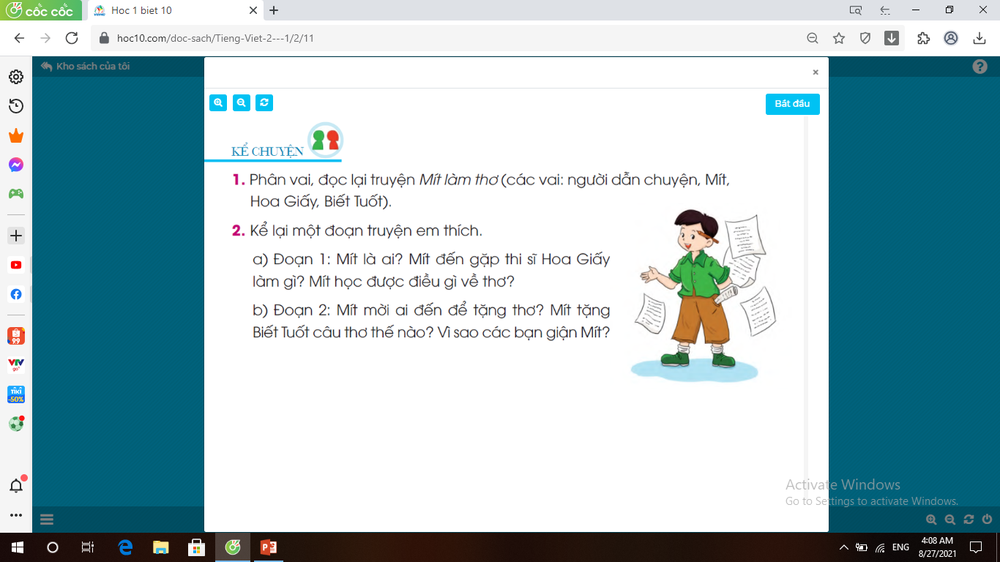 cốc cốc
Hoc 1 biet 10
hoc10.com/doc-sach/Tieng-Viet-2---1/2/11
Kho sách của tôi
Bắt đầu
KỂ CHUYỆN
1. Phân vai, đọc lại truyện Mít làm thơ (các vai: người dẫn chuyện, Mít,
Hoa Giấy, Biết Tuốt).
2. Kể lại một đoạn truyện em thích.
a) Đoạn 1: Mít là ai? Mít đến gặp thi sĩ Hoa Giấy
làm gì? Mít học được điều gì về thơ?
b) Đoạn 2: Mít mời ai đến để tặng thơ? Mít tặng
Biết Tuốt câu thơ thế nào? Vì sao các bạn giận Mít?
99
VTV
go
TIKI
-50%
Activate Windows
Go to Settings to activate Windows.
ENG
4:08 AM
8/27/2021